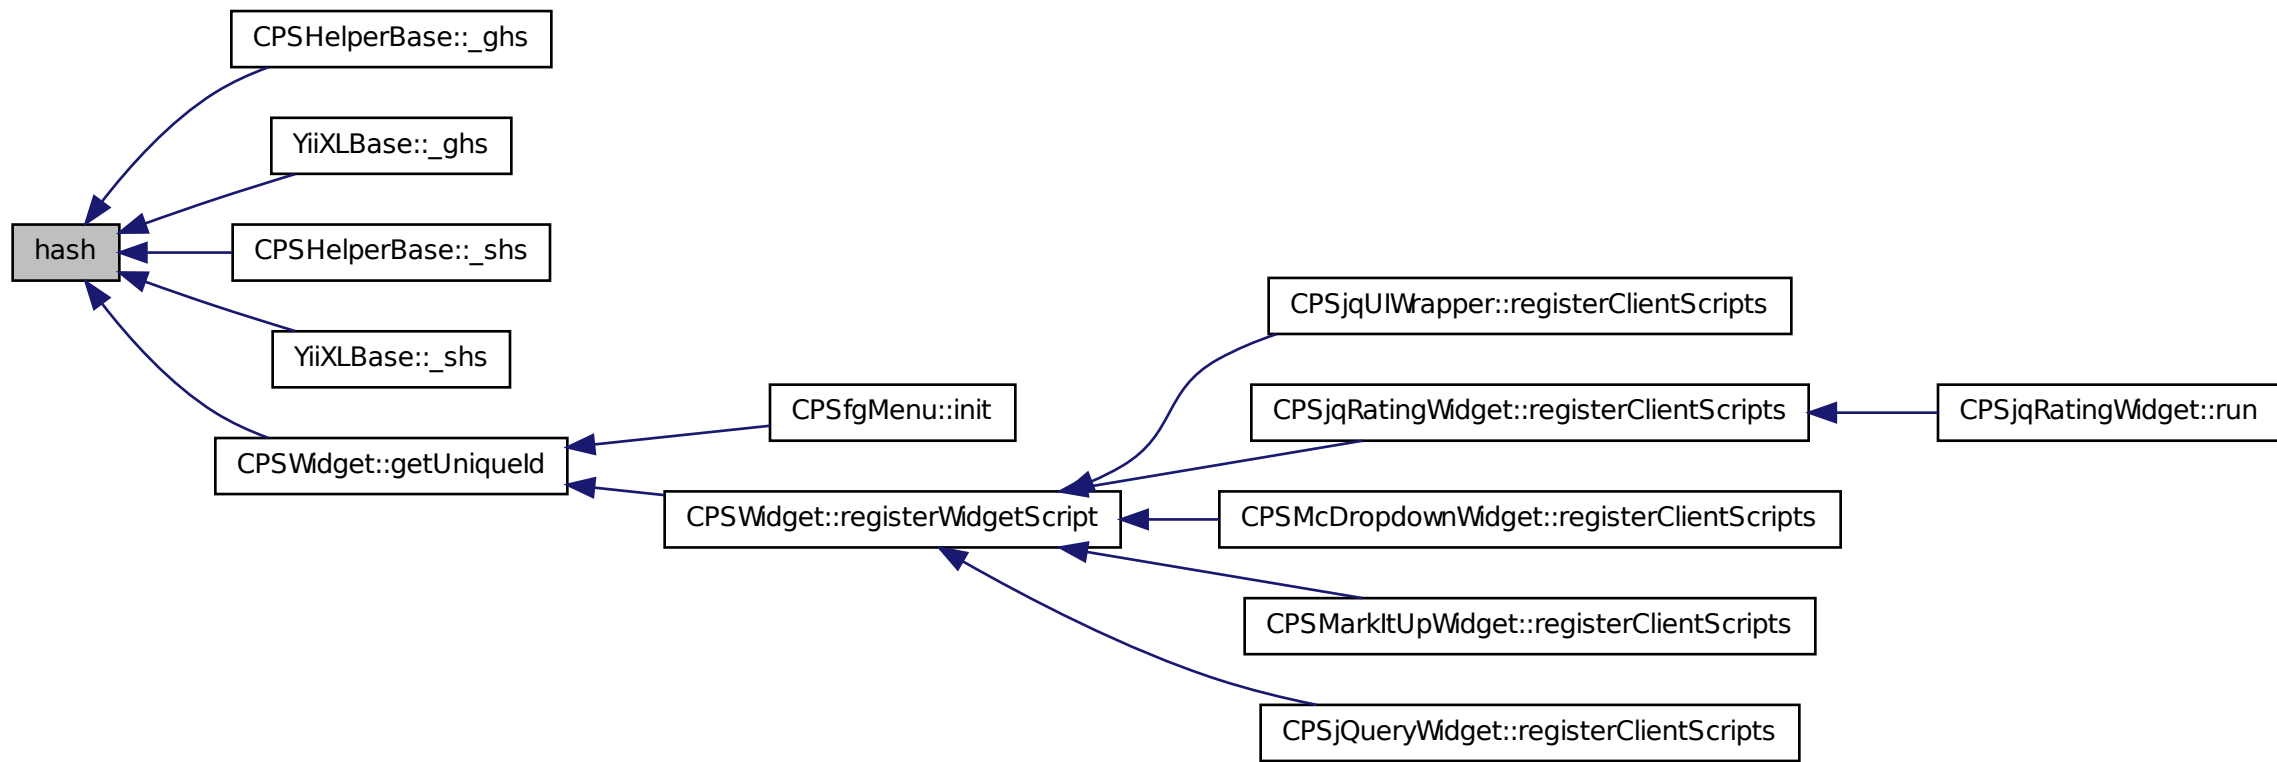 CPSHelperBase::_ghs
YiiXLBase::_ghs
hash
CPSHelperBase::_shs
CPSjqUIWrapper::registerClientScripts
YiiXLBase::_shs
CPSfgMenu::init
CPSjqRatingWidget::registerClientScripts
CPSjqRatingWidget::run
CPSWidget::getUniqueId
CPSWidget::registerWidgetScript
CPSMcDropdownWidget::registerClientScripts
CPSMarkItUpWidget::registerClientScripts
CPSjQueryWidget::registerClientScripts